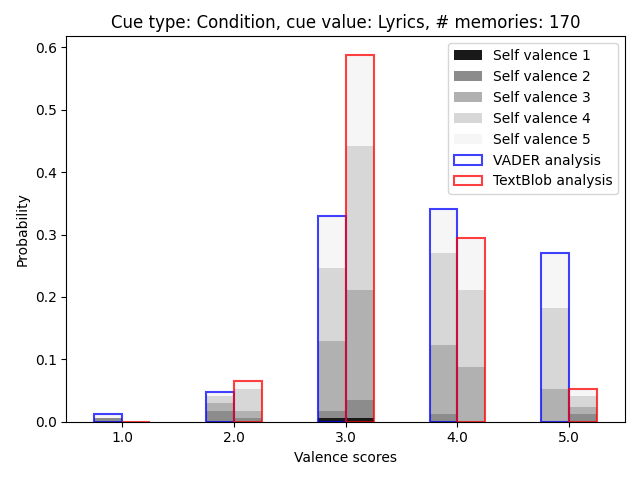 Cue type: Condition, cue value: Lyrics, # memories: 170
Self valence 1
Self valence 2
Self valence 3
Self valence 4
Self valence 5
VADER analysis
TextBlob analysis
Probability
0.6
0.5
0.4
0.3
0.2
0.1
0.0
1.0 2.0 3.0 4.0 5.0
Valence scores